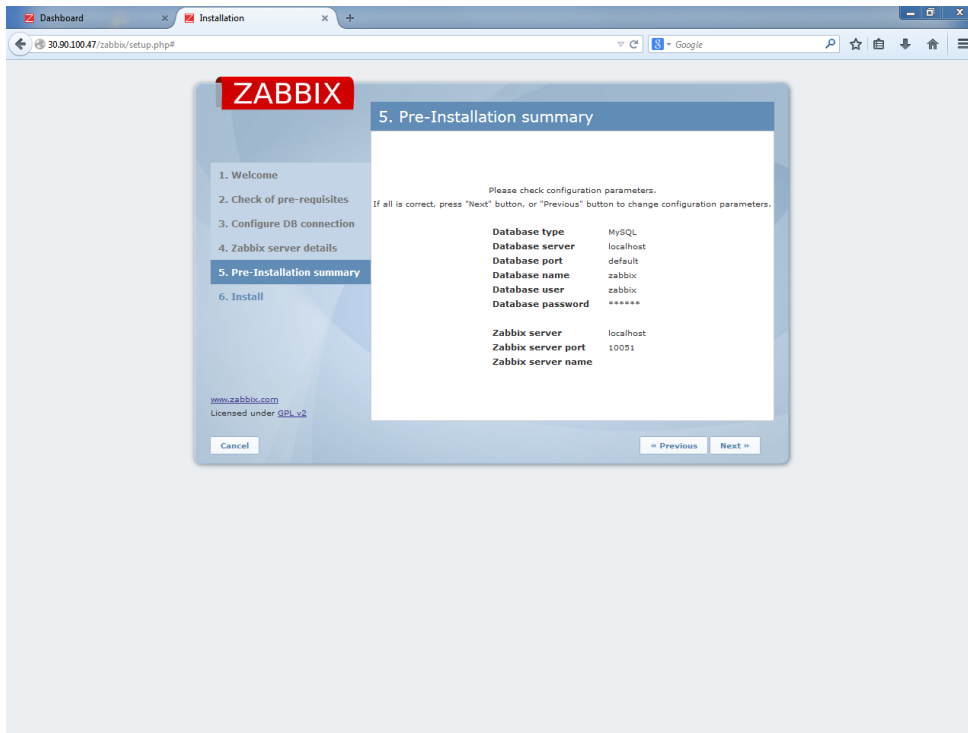 Dashboard
Installation
30.90.100.47/zabbix/setup.php#
8 Google
ZABBIX
5. Pre-Installation summary
1. Welcome
2. Check of pre-requisites
3. Configure DB connection
4. Zabbix server details
5. Pre-Installation summary
6. Install
Please check configuration parameters.
If all is correct, press "Next" button, or "Previous" button to change configuration parameters.
Database type MySQL
Database server localhost
Database port default
Database name zabbix
Database user zabbix
Database password ******
Zabbix server localhost
Zabbix server port 10051
Zabbix server name
www.zabbix.com
Licensed under GPL v2
Cancel
« Previous
Next »